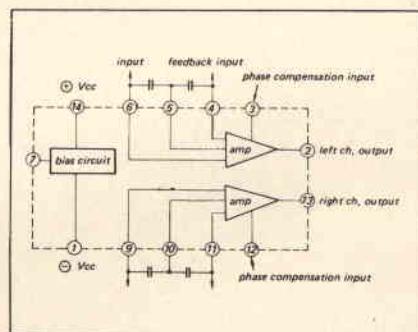 input
feedback input
phase compensation input
⊕ Vcc
14
6
5
4
3
7
bias circuit
amp
2
left ch, output
amp
13
right ch, output
1
9
10
11
12
⊖ Vcc
phase compensation input